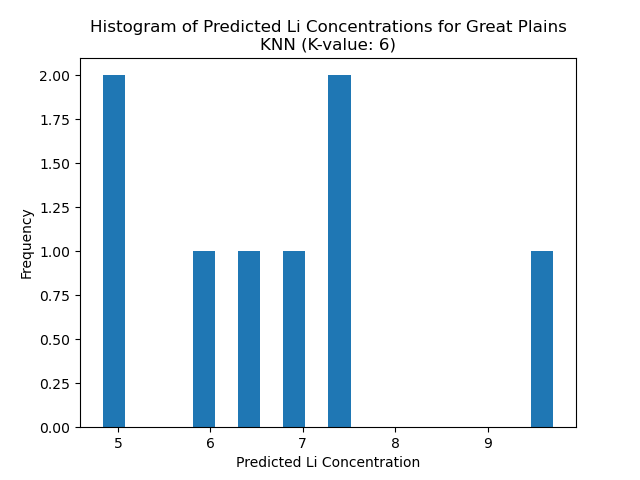 Histogram of Predicted Li Concentrations for Great Plains
KNN (K-value: 6)
2.00
1.75
1.50
1.25
1.00
0.75
0.50
0.25
0.00
Frequency
5 6 7 8 9
Predicted Li Concentration